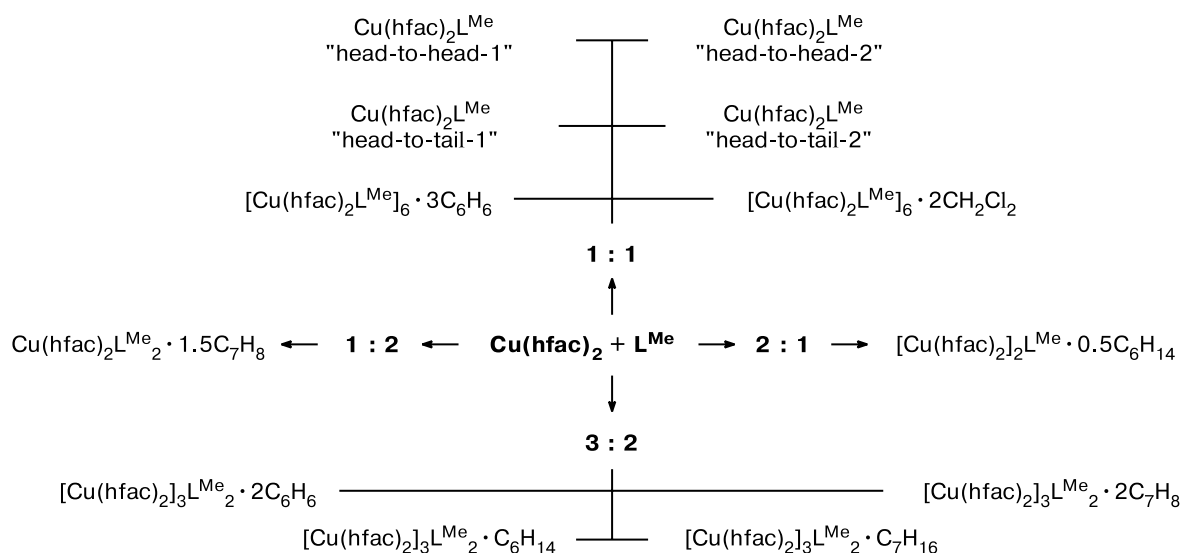 Cu(hfac)₂Lᴹᵉ Cu(hfac)₂Lᴹᵉ
"head-to-head-1" "head-to-head-2"
Cu(hfac)₂Lᴹᵉ Cu(hfac)₂Lᴹᵉ
"head-to-tail-1" "head-to-tail-2"
[Cu(hfac)₂Lᴹᵉ]₆ · 3C₆H₆ [Cu(hfac)₂Lᴹᵉ]₆ · 2CH₂Cl₂
1 : 1
Cu(hfac)₂Lᴹᵉ₂ · 1.5C₇H₈ ← 1 : 2 ← Cu(hfac)₂ + Lᴹᵉ → 2 : 1 → [Cu(hfac)₂]₂Lᴹᵉ · 0.5C₆H₁₄
3 : 2
[Cu(hfac)₂]₃Lᴹᵉ₂ · 2C₆H₆ [Cu(hfac)₂]₃Lᴹᵉ₂ · 2C₇H₈
[Cu(hfac)₂]₃Lᴹᵉ₂ · C₆H₁₄ [Cu(hfac)₂]₃Lᴹᵉ₂ · C₇H₁₆